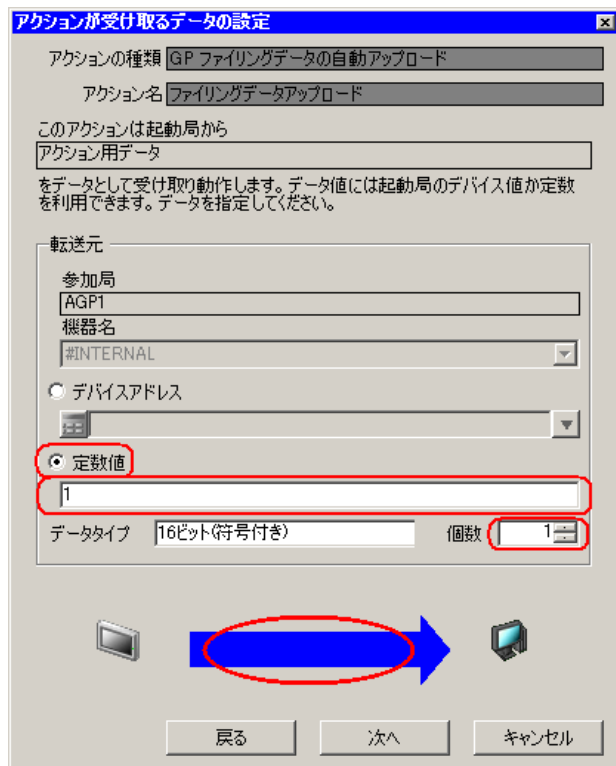 アクションが受け取るデータの設定
アクションの種類 GP ファイリングデータの自動アップロード
アクション名 ファイリングデータアップロード
このアクションは起動局から
アクション用データ
をデータとして受け取り動作します。データ値には起動局のデバイス値か定数
を利用できます。データを指定してください。
転送元
参加局
AGP1
機器名
#INTERNAL
デバイスアドレス
定数値
1
データタイプ 16ビット(符号付き) 個数 1
戻る 次へ キャンセル